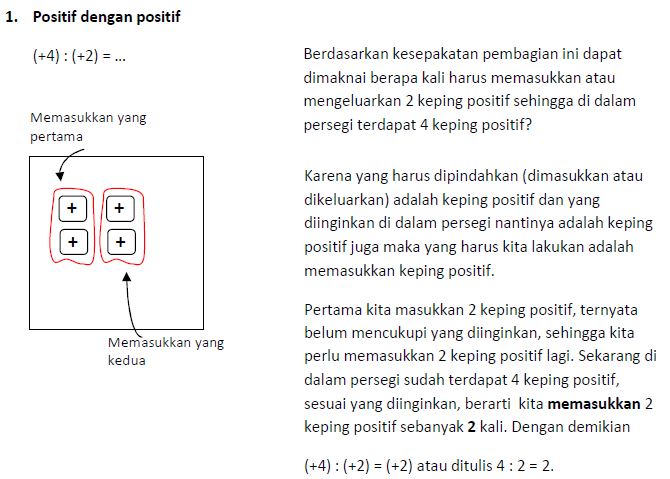 1. Positif dengan positif
(+4) : (+2) = ...
Memasukkan yang
pertama
+ +
+ +
Memasukkan yang
kedua
Berdasarkan kesepakatan pembagian ini dapat
dimaknai berapa kali harus memasukkan atau
mengeluarkan 2 keping positif sehingga di dalam
persegi terdapat 4 keping positif?
Karena yang harus dipindahkan (dimasukkan atau
dikeluarkan) adalah keping positif dan yang
diinginkan di dalam persegi nantinya adalah keping
positif juga maka yang harus kita lakukan adalah
memasukkan keping positif.
Pertama kita masukkan 2 keping positif, ternyata
belum mencukupi yang diinginkan, sehingga kita
perlu memasukkan 2 keping positif lagi. Sekarang di
dalam persegi sudah terdapat 4 keping positif,
sesuai yang diinginkan, berarti kita memasukkan 2
keping positif sebanyak 2 kali. Dengan demikian
(+4) : (+2) = (+2) atau ditulis 4 : 2 = 2.